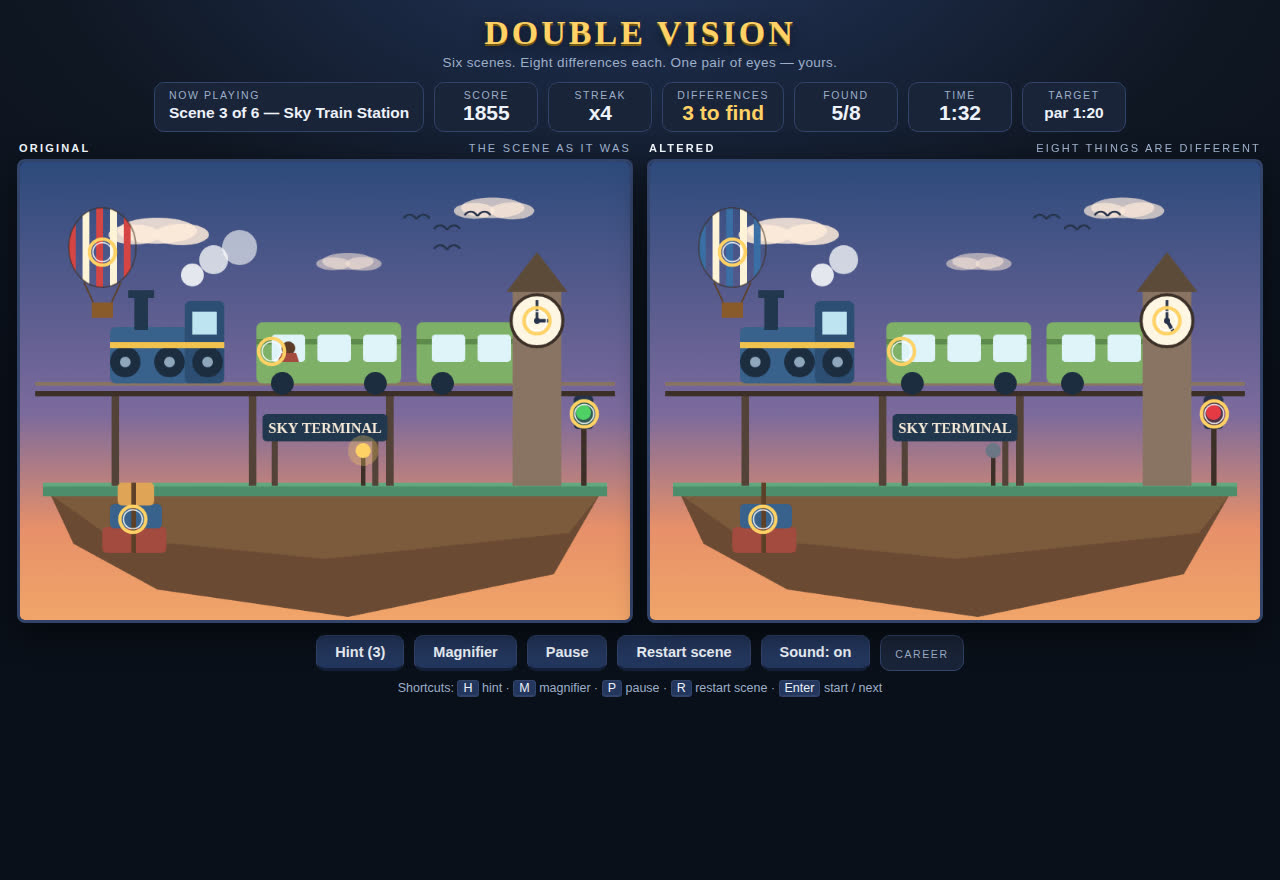 DOUBLE VISION
Six scenes. Eight differences each. One pair of eyes — yours.
NOW PLAYING
Scene 3 of 6 — Sky Train Station
SCORE
1855
STREAK
x4
DIFFERENCES
3 to find
FOUND
5/8
TIME
1:32
TARGET
par 1:20
ORIGINAL
THE SCENE AS IT WAS
ALTERED
EIGHT THINGS ARE DIFFERENT
SKY TERMINAL
SKY TERMINAL
Hint (3)
Magnifier
Pause
Restart scene
Sound: on
CAREER
Shortcuts: H hint · M magnifier · P pause · R restart scene · Enter start / next